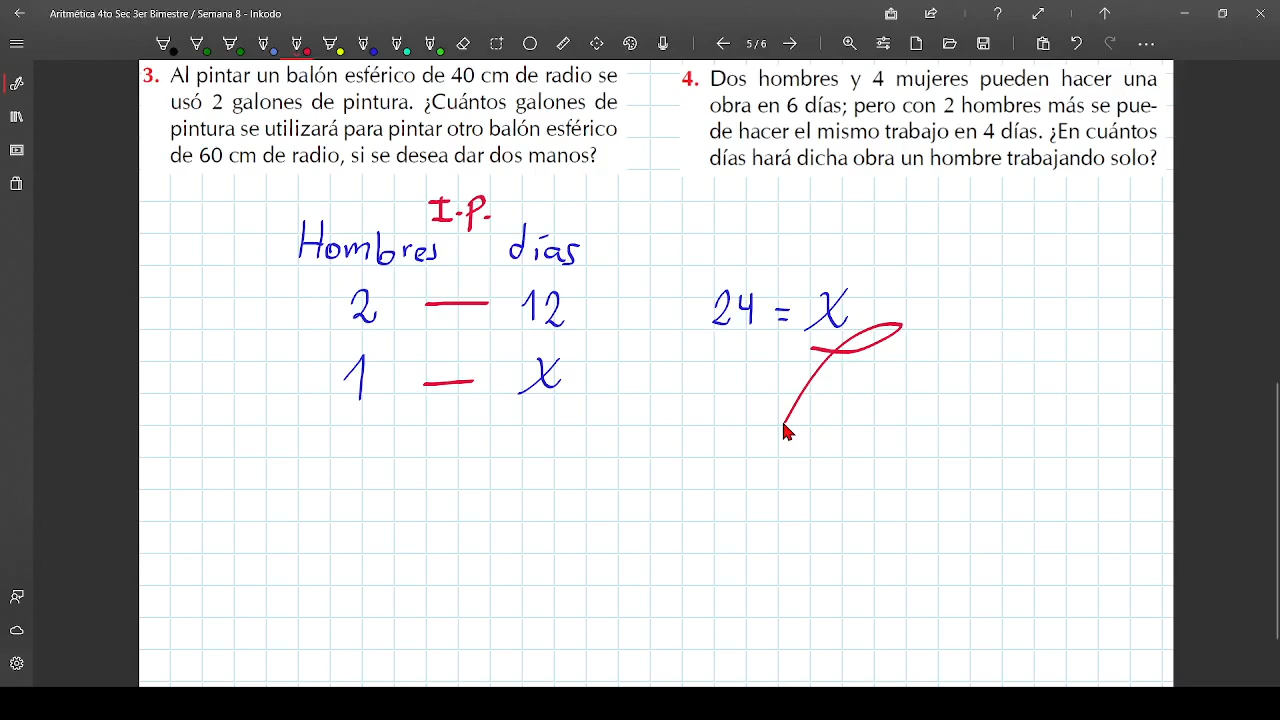 Aritmética 4to Sec 3er Bimestre / Semana 8 - Inkodo
5/6
3. Al pintar un balón esférico de 40 cm de radio se
usó 2 galones de pintura. ¿Cuántos galones de
pintura se utilizará para pintar otro balón esférico
de 60 cm de radio, si se desea dar dos manos?
4. Dos hombres y 4 mujeres pueden hacer una
obra en 6 días; pero con 2 hombres más se pue-
de hacer el mismo trabajo en 4 días. ¿En cuántos
días hará dicha obra un hombre trabajando solo?
I.P.
Hombres días
2 — 12
1 — x
24 = x